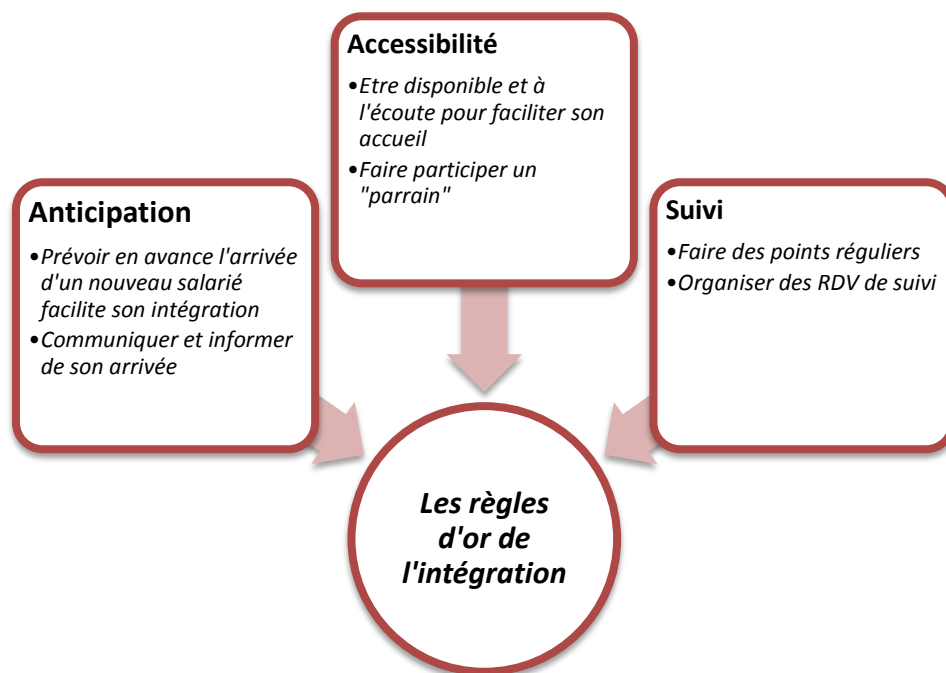 Accessibilité
•Etre disponible et à
l'écoute pour faciliter son
accueil
•Faire participer un
"parrain"
Anticipation
•Prévoir en avance l'arrivée
d'un nouveau salarié
facilite son intégration
•Communiquer et informer
de son arrivée
Suivi
•Faire des points réguliers
•Organiser des RDV de suivi
Les règles
d'or de
l'intégration